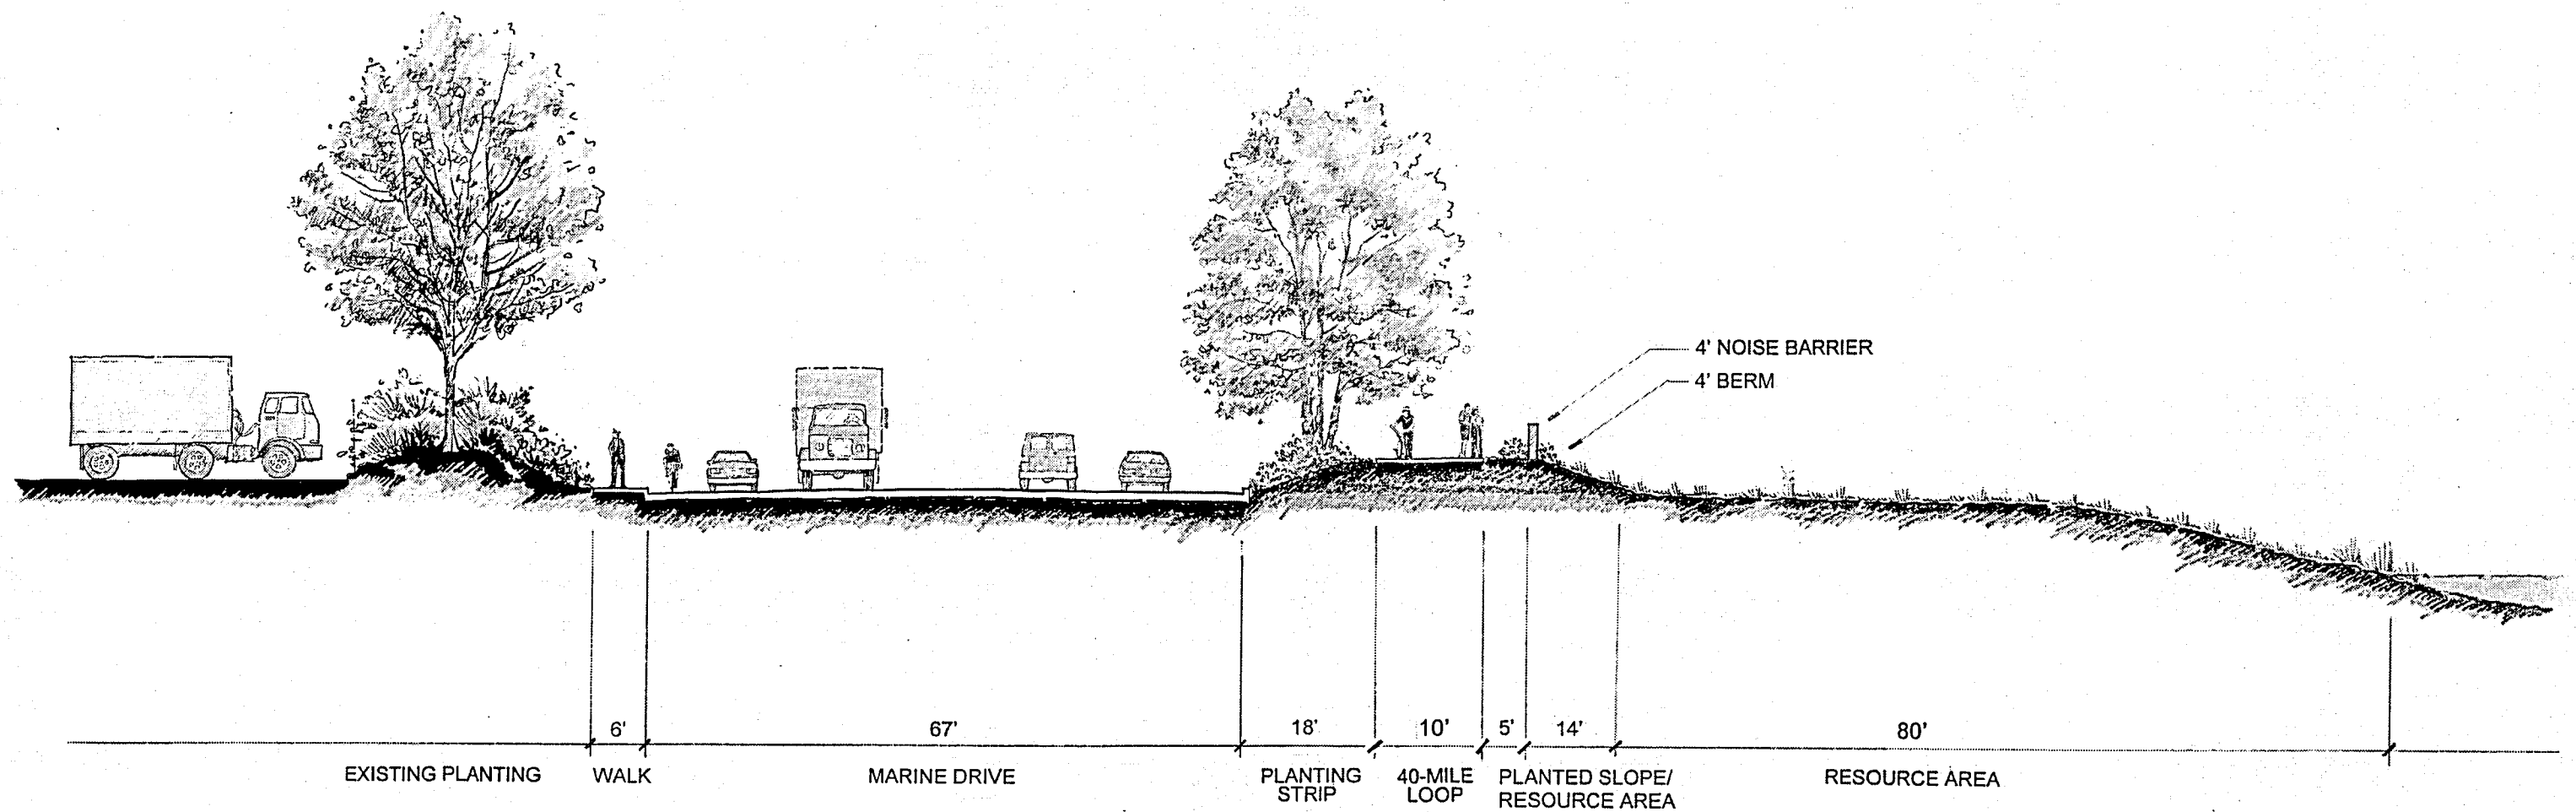 4' NOISE BARRIER
4' BERM
6'
67'
18'
10'
5'
14'
80'
EXISTING PLANTING
WALK
MARINE DRIVE
PLANTING
STRIP
40-MILE
LOOP
PLANTED SLOPE/
RESOURCE AREA
RESOURCE AREA